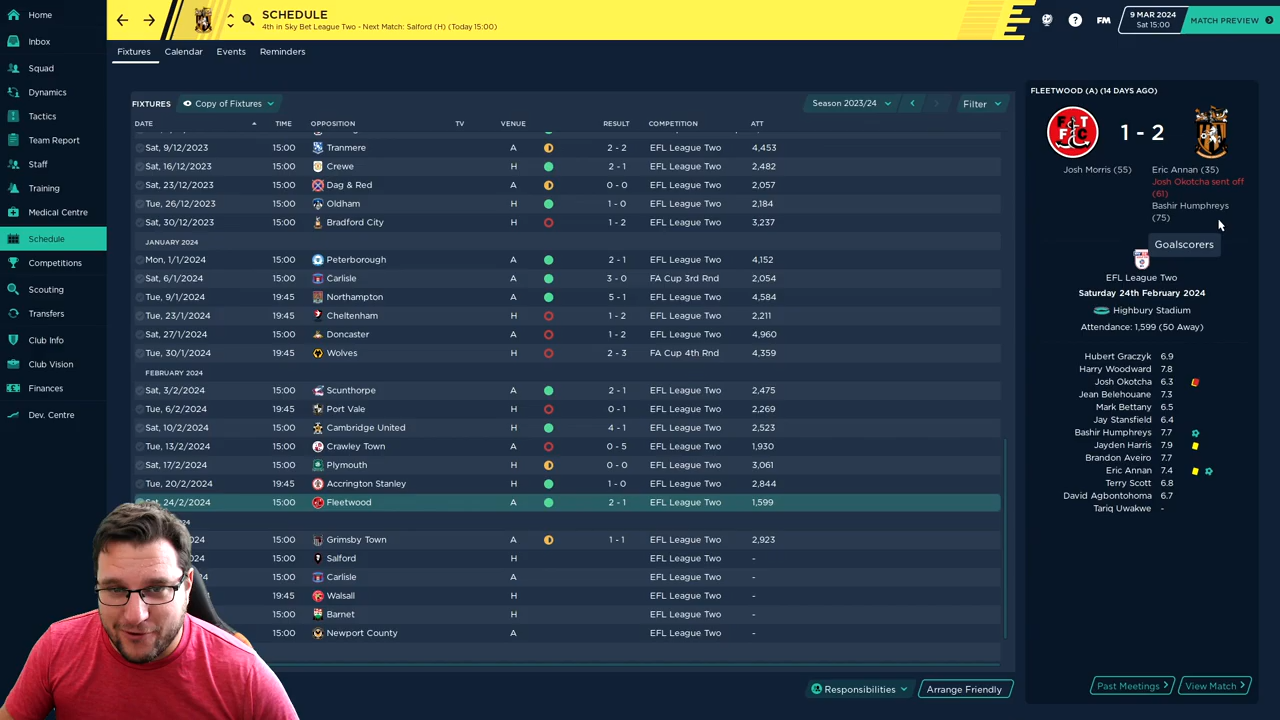 Home
Inbox
Squad
Dynamics
Tactics
Team Report
Staff
Training
Medical Centre
Schedule
Competitions
Scouting
Transfers
Club Info
Club Vision
Finances
Dev. Centre
SCHEDULE
4th in Sky Bet League Two - Next Match: Salford (H) (Today 15:00)
FM
9 MAR 2024
Sat 15:00
MATCH PREVIEW
Fixtures Calendar Events Reminders
FIXTURES Copy of Fixtures Season 2023/24 Filter
DATE TIME OPPOSITION TV VENUE RESULT COMPETITION ATT
Sat, 9/12/2023 15:00 Tranmere A 2 - 2 EFL League Two 4,453
Sat, 16/12/2023 15:00 Crewe H 2 - 1 EFL League Two 2,482
Sat, 23/12/2023 15:00 Dag & Red A 0 - 0 EFL League Two 2,057
Tue, 26/12/2023 15:00 Oldham H 1 - 0 EFL League Two 2,184
Sat, 30/12/2023 15:00 Bradford City H 1 - 2 EFL League Two 3,237
JANUARY 2024
Mon, 1/1/2024 15:00 Peterborough A 2 - 1 EFL League Two 4,152
Sat, 6/1/2024 15:00 Carlisle A 3 - 0 FA Cup 3rd Rnd 2,054
Tue, 9/1/2024 19:45 Northampton A 5 - 1 EFL League Two 4,584
Tue, 23/1/2024 19:45 Cheltenham H 1 - 2 EFL League Two 2,211
Sat, 27/1/2024 15:00 Doncaster A 1 - 2 EFL League Two 4,960
Tue, 30/1/2024 19:45 Wolves H 2 - 3 FA Cup 4th Rnd 4,359
FEBRUARY 2024
Sat, 3/2/2024 15:00 Scunthorpe A 2 - 1 EFL League Two 2,475
Tue, 6/2/2024 19:45 Port Vale H 0 - 1 EFL League Two 2,269
Sat, 10/2/2024 15:00 Cambridge United H 4 - 1 EFL League Two 2,523
Tue, 13/2/2024 19:45 Crawley Town A 0 - 5 EFL League Two 1,930
Sat, 17/2/2024 15:00 Plymouth H 0 - 0 EFL League Two 3,061
Tue, 20/2/2024 19:45 Accrington Stanley H 1 - 0 EFL League Two 2,844
Sat, 24/2/2024 15:00 Fleetwood A 2 - 1 EFL League Two 1,599
15:00 Grimsby Town A 1 - 1 EFL League Two 2,923
15:00 Salford H EFL League Two -
15:00 Carlisle A EFL League Two -
19:45 Walsall H EFL League Two -
15:00 Barnet H EFL League Two -
15:00 Newport County A EFL League Two -
Responsibilities Arrange Friendly
FLEETWOOD (A) (14 DAYS AGO)
1 - 2
Josh Morris (55) Eric Annan (35)
Josh Okotcha sent off
(61)
Bashir Humphreys
(75)
Goalscorers
EFL League Two
Saturday 24th February 2024
Highbury Stadium
Attendance: 1,599 (50 Away)
Hubert Graczyk 6.9
Harry Woodward 7.8
Josh Okotcha 6.3
Jean Belehouane 7.3
Mark Bettany 6.5
Jay Stansfield 6.4
Bashir Humphreys 7.7
Jayden Harris 7.9
Brandon Aveiro 7.7
Eric Annan 7.4
Terry Scott 6.8
David Agbontohoma 6.7
Tariq Uwakwe -
Past Meetings View Match